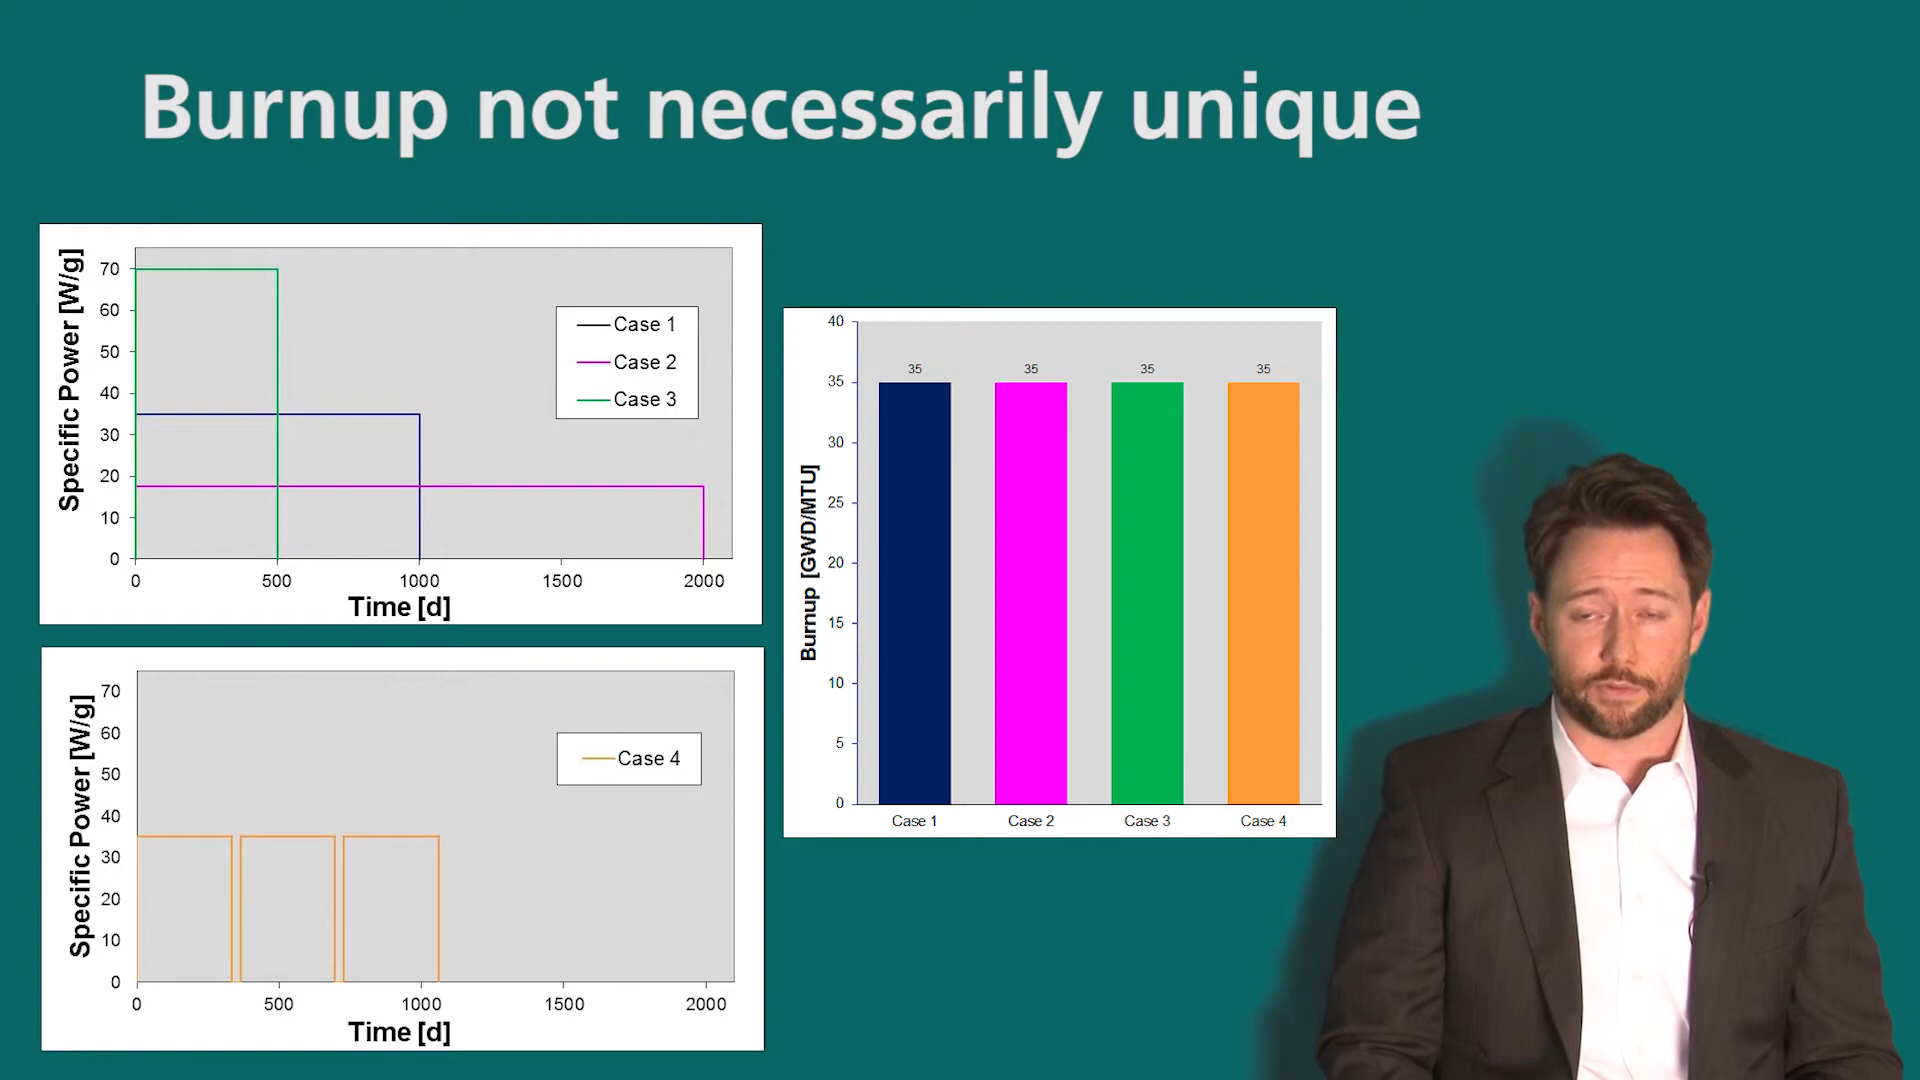 Burnup not necessarily unique
Specific Power [W/g]
70
60
50
40
30
20
10
0
0 500 1000 1500 2000
Time [d]
Case 1
Case 2
Case 3
Specific Power [W/g]
70
60
50
40
30
20
10
0
0 500 1000 1500 2000
Time [d]
Case 4
Burnup [GWD/MTU]
40
35
30
25
20
15
10
5
0
35 35 35 35
Case 1 Case 2 Case 3 Case 4